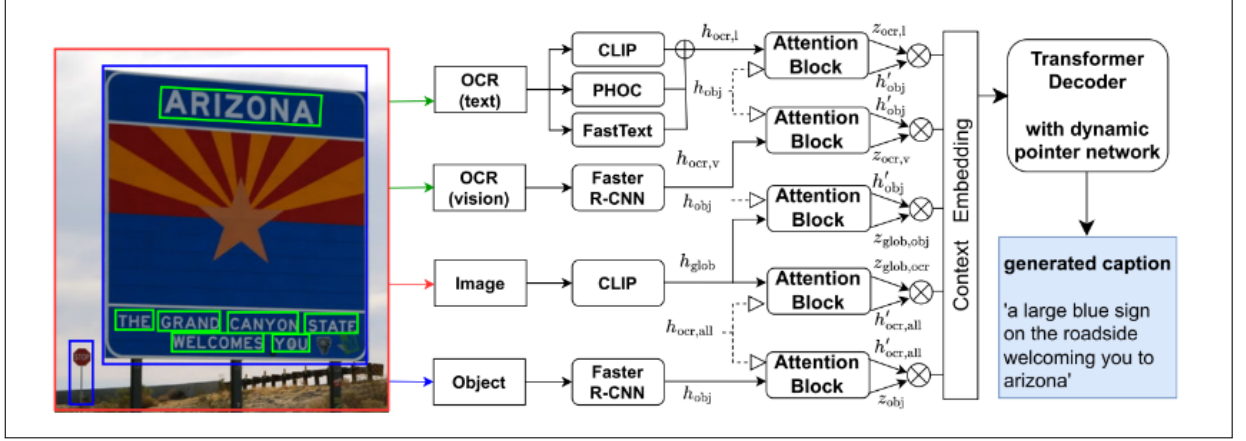 ARIZONA
THE GRAND CANYON STATE
WELCOMES YOU
OCR
(text)
OCR
(vision)
Image
Object
CLIP
PHOC
FastText
Faster
R-CNN
CLIP
Faster
R-CNN
h_ocr,l
h_obj
h_ocr,v
h_obj
h_glob
h_ocr,all
h_obj
Attention
Block
Attention
Block
Attention
Block
Attention
Block
Attention
Block
z_ocr,l
h'_obj
h'_obj
z_ocr,v
h'_obj
z_glob,obj
z_glob,ocr
h'_ocr,all
h'_ocr,all
z_obj
Context Embedding
Transformer
Decoder
with dynamic
pointer network
generated caption
'a large blue sign
on the roadside
welcoming you to
arizona'